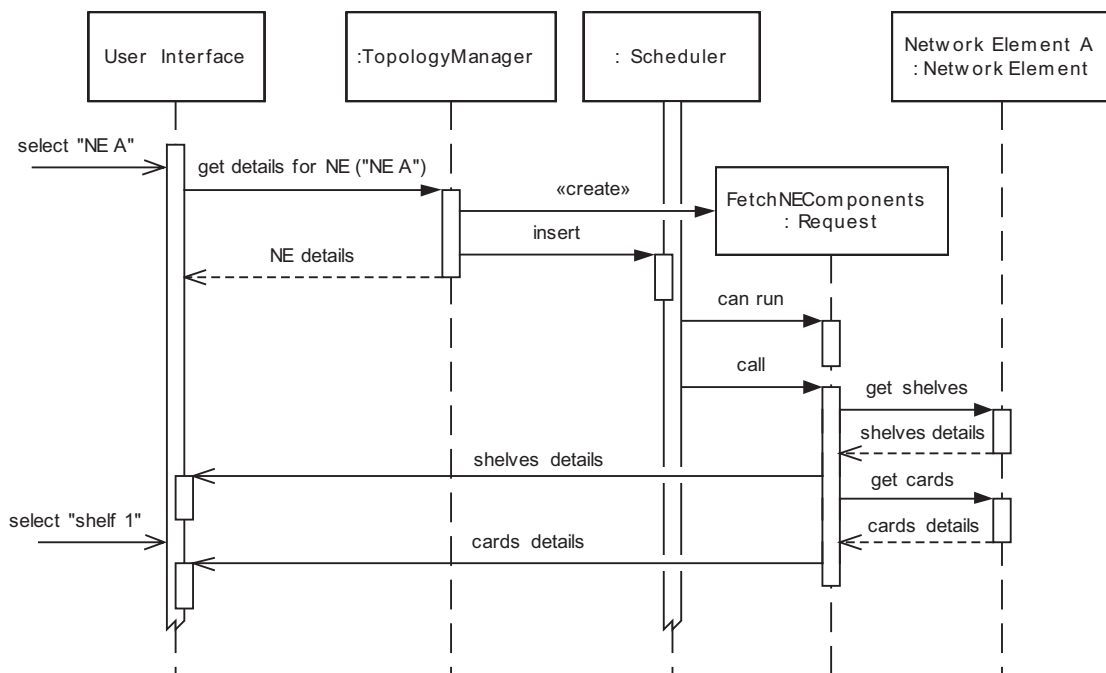 User Interface
:TopologyManager
: Scheduler
Network Element A
: Network Element
select "NE A"
get details for NE ("NE A")
«create»
FetchNEComponents
: Request
insert
NE details
can run
call
get shelves
shelves details
shelves details
get cards
select "shelf 1"
cards details
cards details